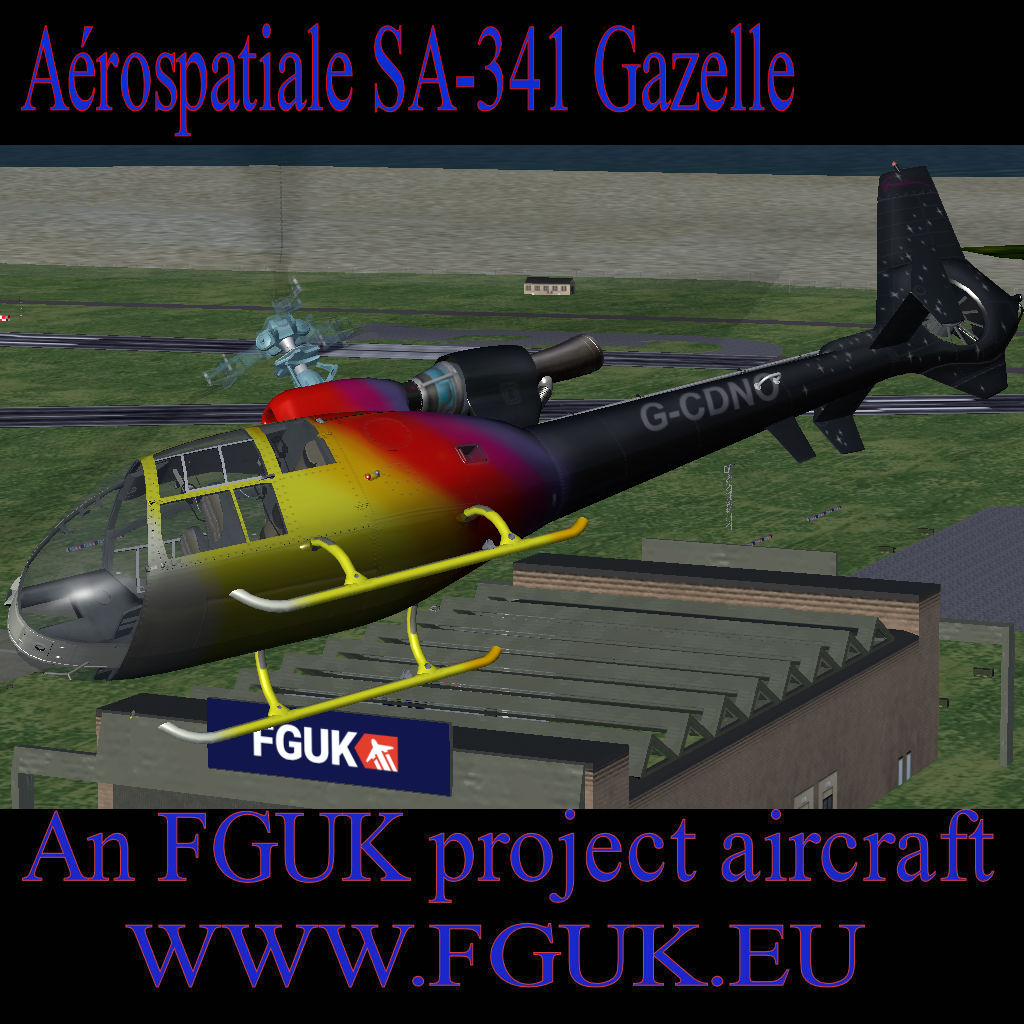 Aérospatiale SA-341 Gazelle
G-CDNO
FGUK
An FGUK project aircraft
WWW.FGUK.EU